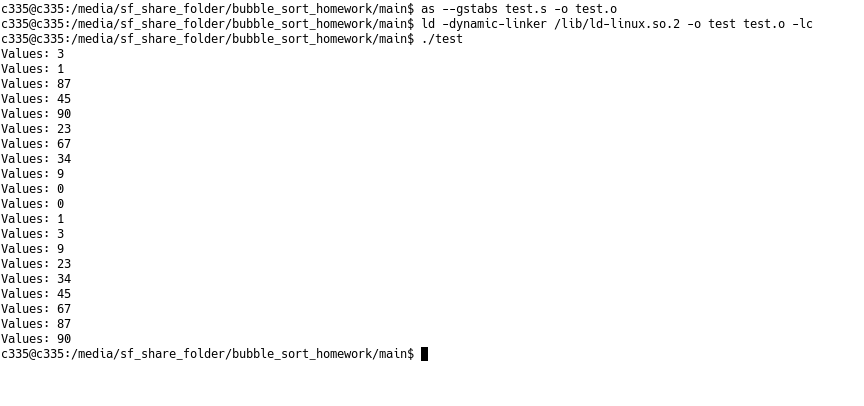 c335@c335:/media/sf_share_folder/bubble_sort_homework/main$ as --gstabs test.s -o test.o
c335@c335:/media/sf_share_folder/bubble_sort_homework/main$ ld -dynamic-linker /lib/ld-linux.so.2 -o test test.o -lc
c335@c335:/media/sf_share_folder/bubble_sort_homework/main$ ./test
Values: 3
Values: 1
Values: 87
Values: 45
Values: 90
Values: 23
Values: 67
Values: 34
Values: 9
Values: 0
Values: 0
Values: 1
Values: 3
Values: 9
Values: 23
Values: 34
Values: 45
Values: 67
Values: 87
Values: 90
c335@c335:/media/sf_share_folder/bubble_sort_homework/main$